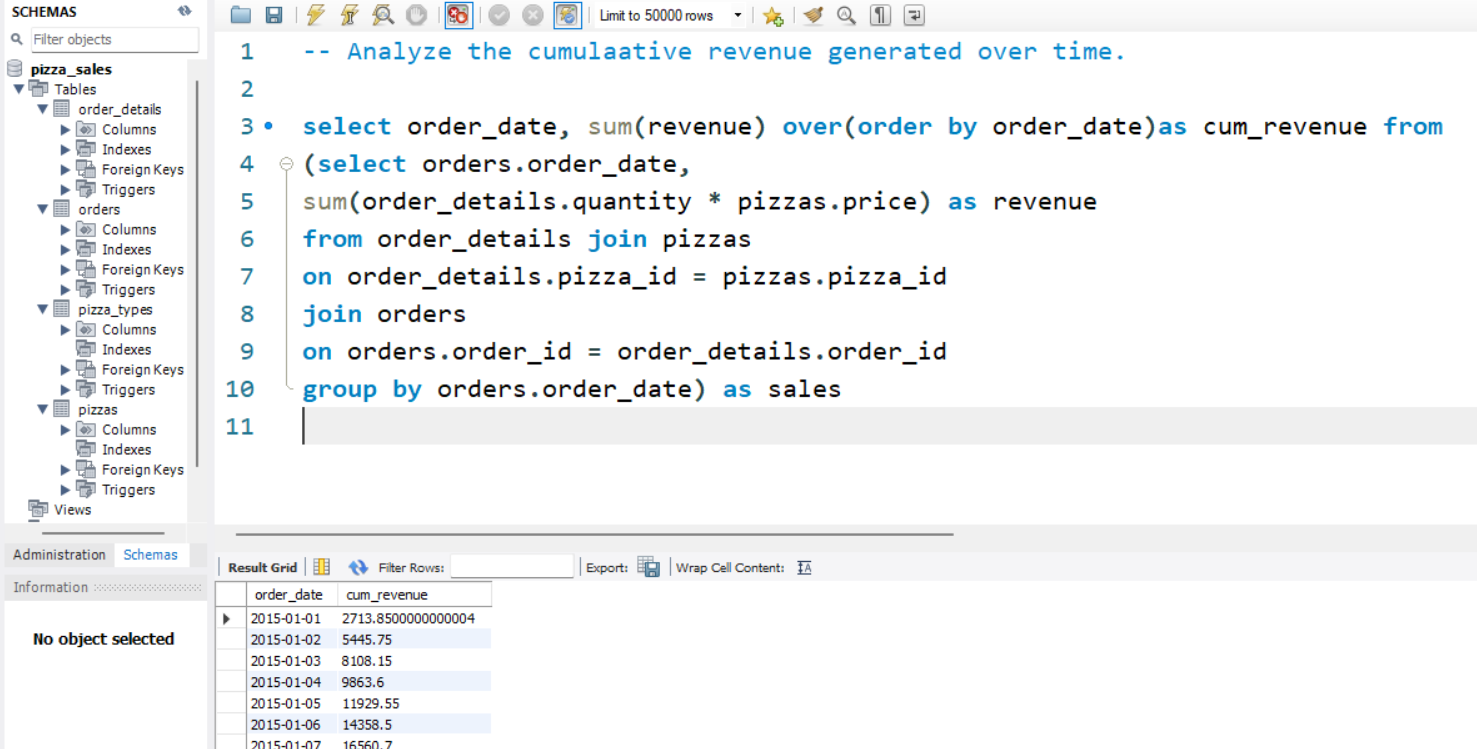 SCHEMAS
Filter objects
pizza_sales
Tables
order_details
Columns
Indexes
Foreign Keys
Triggers
orders
Columns
Indexes
Foreign Keys
Triggers
pizza_types
Columns
Indexes
Foreign Keys
Triggers
pizzas
Columns
Indexes
Foreign Keys
Triggers
Views
Administration Schemas
Information
No object selected
Limit to 50000 rows
1 -- Analyze the cumulaative revenue generated over time.
2
3 select order_date, sum(revenue) over(order by order_date)as cum_revenue from
4 (select orders.order_date,
5 sum(order_details.quantity * pizzas.price) as revenue
6 from order_details join pizzas
7 on order_details.pizza_id = pizzas.pizza_id
8 join orders
9 on orders.order_id = order_details.order_id
10 group by orders.order_date) as sales
11
Result Grid Filter Rows: Export: Wrap Cell Content:
order_date cum_revenue
2015-01-01 2713.8500000000004
2015-01-02 5445.75
2015-01-03 8108.15
2015-01-04 9863.6
2015-01-05 11929.55
2015-01-06 14358.5
2015-01-07 16560.7